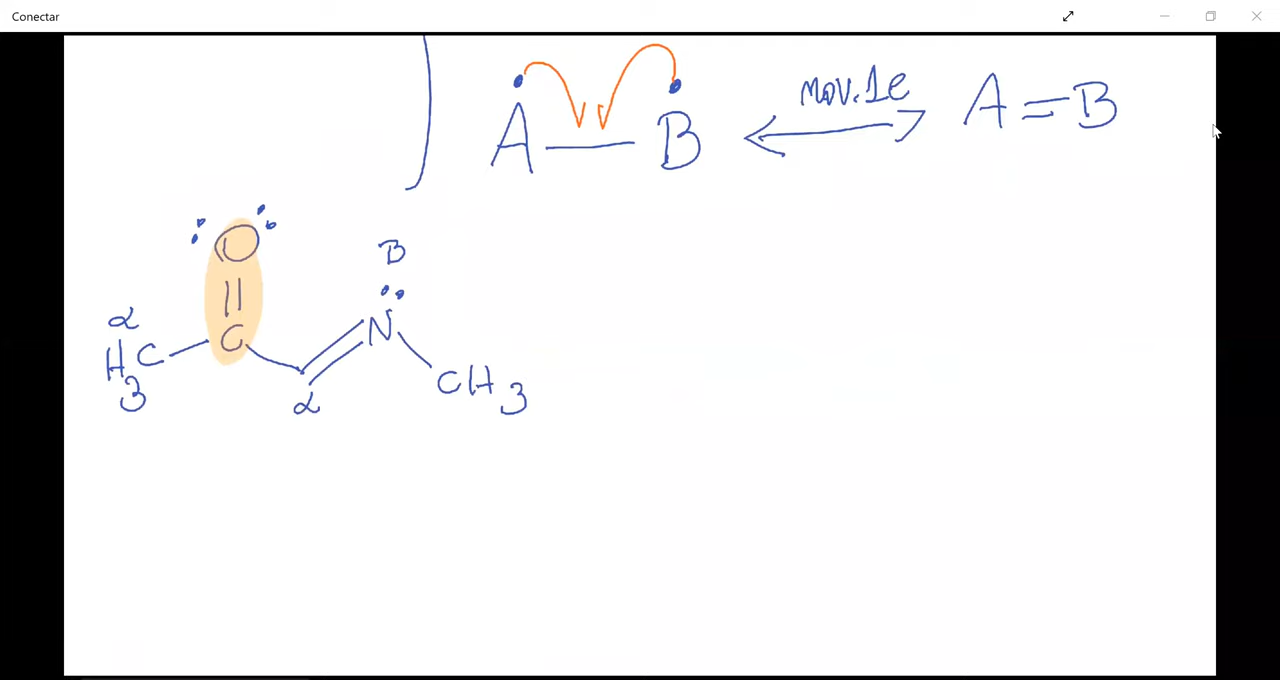 Conectar
A — B mov. 1e A = B
O B
α C N
H3C α CH3